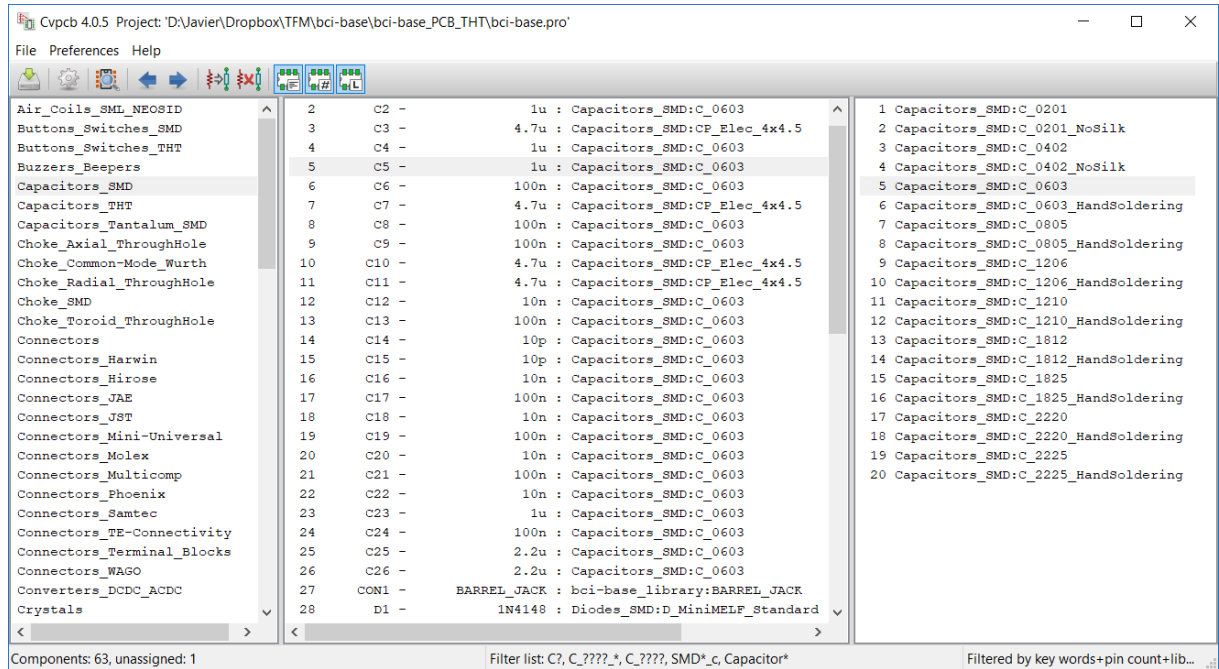 Cvpcb 4.0.5 Project: 'D:\Javier\Dropbox\TFM\bci-base\bci-base_PCB_THT\bci-base.pro'
File Preferences Help
Air_Coils_SML_NEOSID
Buttons_Switches_SMD
Buttons_Switches_THT
Buzzers_Beepers
Capacitors_SMD
Capacitors_THT
Capacitors_Tantalum_SMD
Choke_Axial_ThroughHole
Choke_Common-Mode_Wurth
Choke_Radial_ThroughHole
Choke_SMD
Choke_Toroid_ThroughHole
Connectors
Connectors_Harwin
Connectors_Hirose
Connectors_JAE
Connectors_JST
Connectors_Mini-Universal
Connectors_Molex
Connectors_Multicomp
Connectors_Phoenix
Connectors_Samtec
Connectors_TE-Connectivity
Connectors_Terminal_Blocks
Connectors_WAGO
Converters_DCDC_ACDC
Crystals
2 C2 - 1u : Capacitors_SMD:C_0603
3 C3 - 4.7u : Capacitors_SMD:CP_Elec_4x4.5
4 C4 - 1u : Capacitors_SMD:C_0603
5 C5 - 1u : Capacitors_SMD:C_0603
6 C6 - 100n : Capacitors_SMD:C_0603
7 C7 - 4.7u : Capacitors_SMD:CP_Elec_4x4.5
8 C8 - 100n : Capacitors_SMD:C_0603
9 C9 - 100n : Capacitors_SMD:C_0603
10 C10 - 4.7u : Capacitors_SMD:CP_Elec_4x4.5
11 C11 - 4.7u : Capacitors_SMD:CP_Elec_4x4.5
12 C12 - 10n : Capacitors_SMD:C_0603
13 C13 - 100n : Capacitors_SMD:C_0603
14 C14 - 10p : Capacitors_SMD:C_0603
15 C15 - 10p : Capacitors_SMD:C_0603
16 C16 - 10n : Capacitors_SMD:C_0603
17 C17 - 100n : Capacitors_SMD:C_0603
18 C18 - 10n : Capacitors_SMD:C_0603
19 C19 - 100n : Capacitors_SMD:C_0603
20 C20 - 10n : Capacitors_SMD:C_0603
21 C21 - 100n : Capacitors_SMD:C_0603
22 C22 - 10n : Capacitors_SMD:C_0603
23 C23 - 1u : Capacitors_SMD:C_0603
24 C24 - 100n : Capacitors_SMD:C_0603
25 C25 - 2.2u : Capacitors_SMD:C_0603
26 C26 - 2.2u : Capacitors_SMD:C_0603
27 CON1 - BARREL_JACK : bci-base_library:BARREL_JACK
28 D1 - 1N4148 : Diodes_SMD:D_MiniMELF_Standard
1 Capacitors_SMD:C_0201
2 Capacitors_SMD:C_0201_NoSilk
3 Capacitors_SMD:C_0402
4 Capacitors_SMD:C_0402_NoSilk
5 Capacitors_SMD:C_0603
6 Capacitors_SMD:C_0603_HandSoldering
7 Capacitors_SMD:C_0805
8 Capacitors_SMD:C_0805_HandSoldering
9 Capacitors_SMD:C_1206
10 Capacitors_SMD:C_1206_HandSoldering
11 Capacitors_SMD:C_1210
12 Capacitors_SMD:C_1210_HandSoldering
13 Capacitors_SMD:C_1812
14 Capacitors_SMD:C_1812_HandSoldering
15 Capacitors_SMD:C_1825
16 Capacitors_SMD:C_1825_HandSoldering
17 Capacitors_SMD:C_2220
18 Capacitors_SMD:C_2220_HandSoldering
19 Capacitors_SMD:C_2225
20 Capacitors_SMD:C_2225_HandSoldering
Components: 63, unassigned: 1
Filter list: C?, C_????_*, C_????, SMD*_c, Capacitor*
Filtered by key words+pin count+lib...